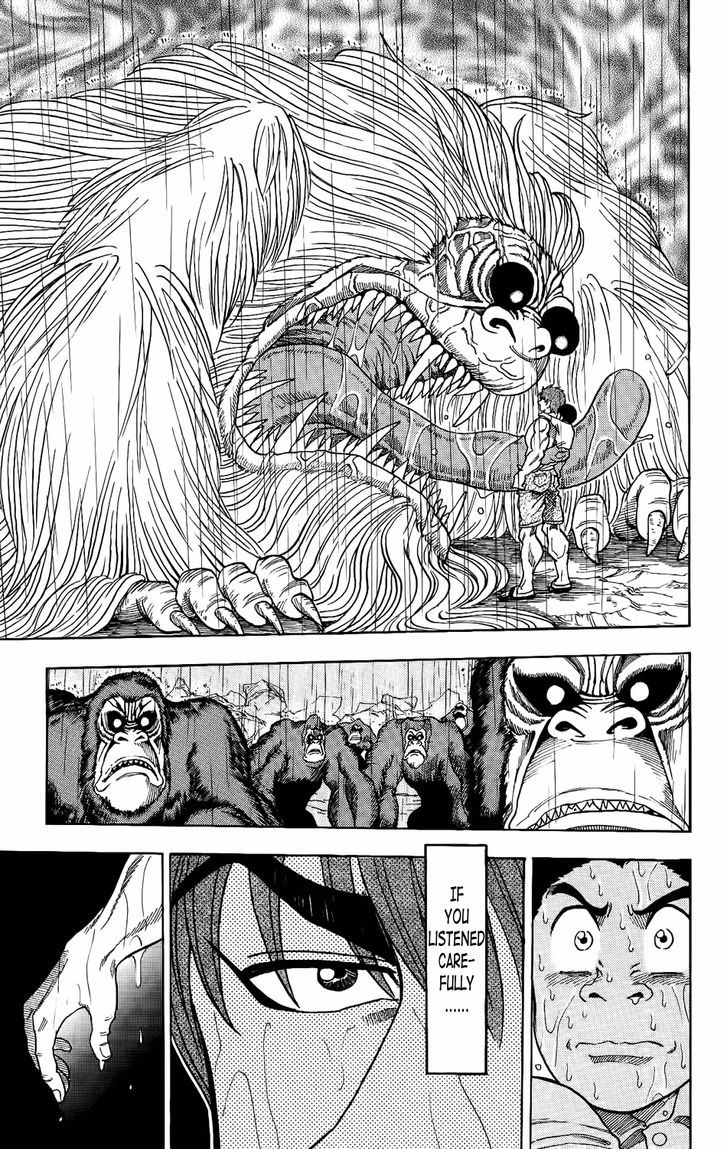 IF
YOU
LISTENED
CARE-
FULLY
......